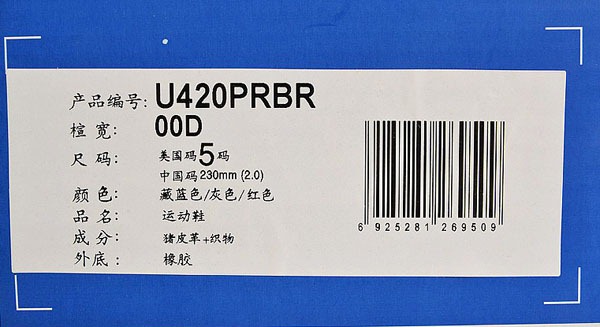 产品编号: U420PRBR
楦宽: 00D
尺码: 美国码5码
中国码230mm (2.0)
颜色: 藏蓝色/灰色/红色
品名: 运动鞋
成分: 猪皮革+织物
外底: 橡胶
6 925281 269509